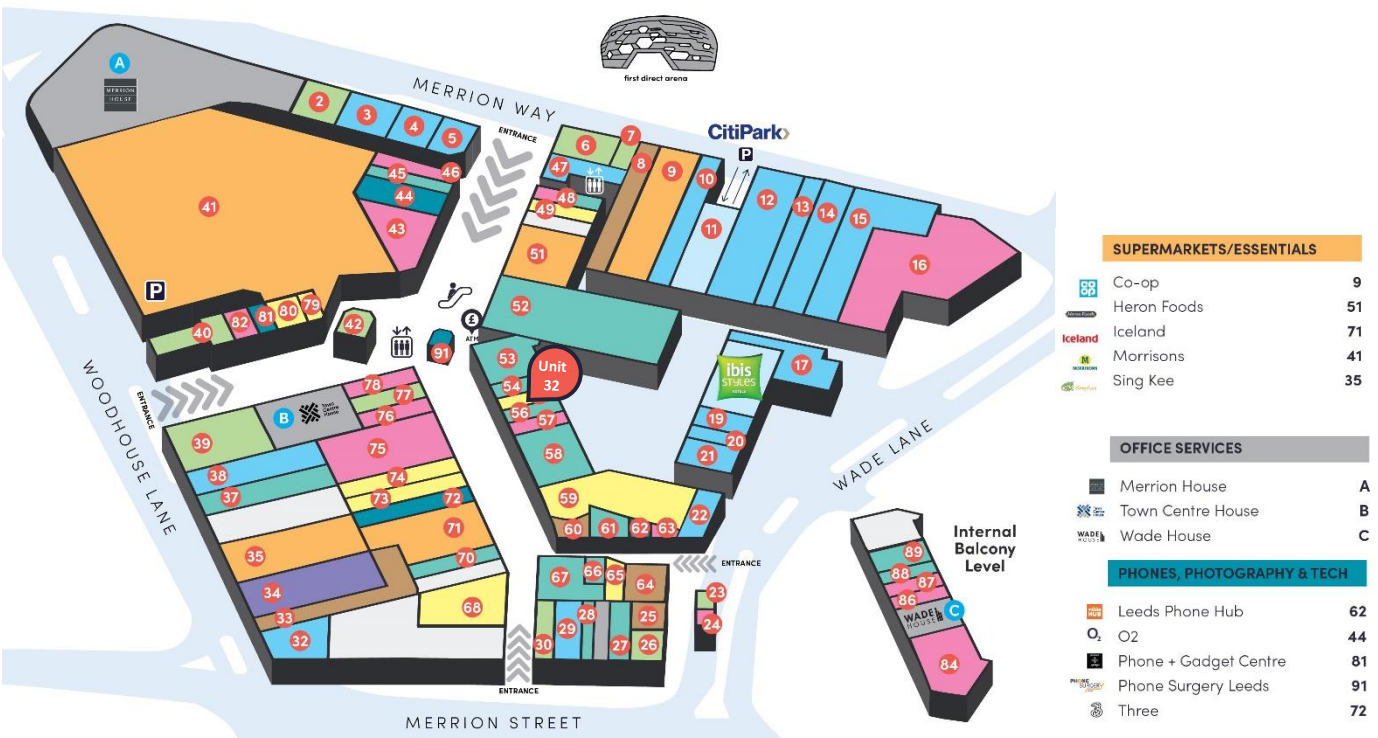 first direct arena
A
MERRION
HOUSE
MERRION WAY
ENTRANCE
CitiPark
P
2
3
4
5
6
7
8
9
10
11
12
13
14
15
16
47
48
49
51
52
46
45
44
43
41
P
40
82
81
80
79
42
91
£
ATM
53
54
Unit
32
56
57
58
59
60
61
62
63
22
ibis
STYLES
HOTELS
17
19
20
21
WADE LANE
WOODHOUSE LANE
ENTRANCE
B
Town
Centre
House
39
38
37
35
34
33
32
78
77
76
75
74
73
72
71
70
68
67
66
65
64
30
29
28
27
25
26
23
24
ENTRANCE
ENTRANCE
MERRION STREET
Internal
Balcony
Level
89
88
87
86
WADE
HOUSE
C
84
SUPERMARKETS/ESSENTIALS
Co-op 9
Heron Foods 51
Iceland Iceland 71
M MORRISONS Morrisons 41
Sing Kee 35
OFFICE SERVICES
Merrion House A
Town Centre House B
WADE HOUSE Wade House C
PHONES, PHOTOGRAPHY & TECH
HUB Leeds Phone Hub 62
O2 O2 44
Phone + Gadget Centre 81
PHONE SURGERY Phone Surgery Leeds 91
3 Three 72